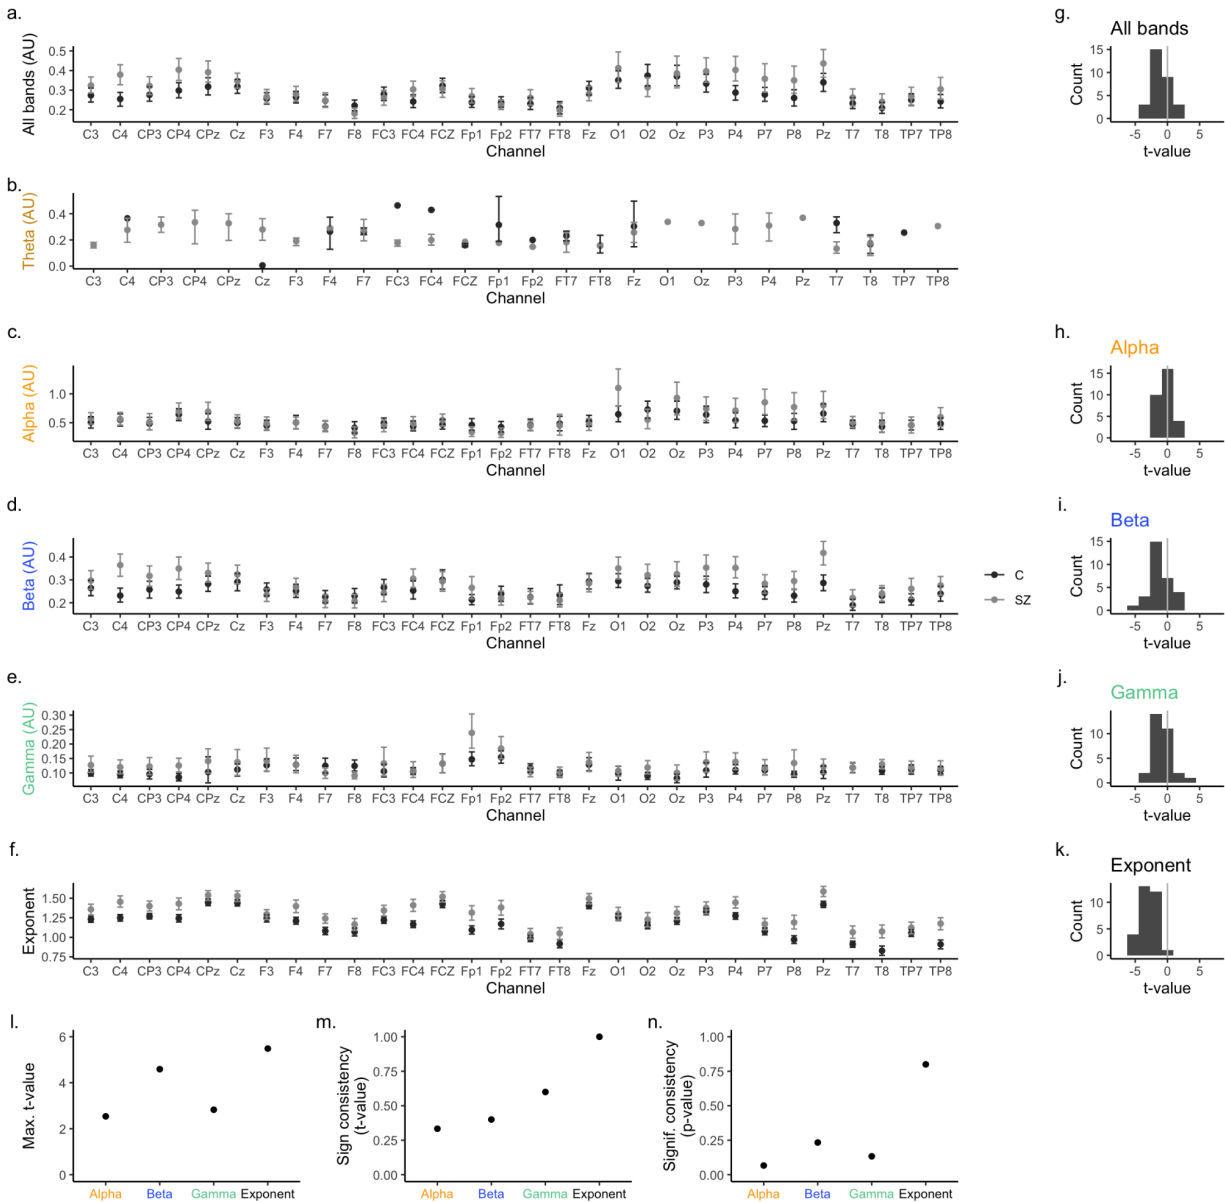 a.
All bands (AU)
0.5
0.4
0.3
0.2
C3 C4 CP3 CP4 CPz Cz F3 F4 F7 F8 FC3 FC4 FCZ Fp1 Fp2 FT7 FT8 Fz O1 O2 Oz P3 P4 P7 P8 Pz T7 T8 TP7 TP8
Channel
g.
All bands
Count
15
10
5
0
-5 0 5
t-value
b.
Theta (AU)
0.4
0.2
0.0
C3 C4 CP3 CP4 CPz Cz F3 F4 F7 FC3 FC4 FCZ Fp1 Fp2 FT7 FT8 Fz O1 Oz P3 P4 Pz T7 T8 TP7 TP8
Channel
c.
Alpha (AU)
1.0
0.5
C3 C4 CP3 CP4 CPz Cz F3 F4 F7 F8 FC3 FC4 FCZ Fp1 Fp2 FT7 FT8 Fz O1 O2 Oz P3 P4 P7 P8 Pz T7 T8 TP7 TP8
Channel
h.
Alpha
Count
15
10
5
0
-5 0 5
t-value
d.
Beta (AU)
0.4
0.3
0.2
C3 C4 CP3 CP4 CPz Cz F3 F4 F7 F8 FC3 FC4 FCZ Fp1 Fp2 FT7 FT8 Fz O1 O2 Oz P3 P4 P7 P8 Pz T7 T8 TP7 TP8
Channel
C
SZ
i.
Beta
Count
15
10
5
0
-5 0 5
t-value
e.
Gamma (AU)
0.30
0.25
0.20
0.15
0.10
C3 C4 CP3 CP4 CPz Cz F3 F4 F7 F8 FC3 FC4 FCZ Fp1 Fp2 FT7 FT8 Fz O1 O2 Oz P3 P4 P7 P8 Pz T7 T8 TP7 TP8
Channel
j.
Gamma
Count
10
5
0
-5 0 5
t-value
f.
Exponent
1.50
1.25
1.00
0.75
C3 C4 CP3 CP4 CPz Cz F3 F4 F7 F8 FC3 FC4 FCZ Fp1 Fp2 FT7 FT8 Fz O1 O2 Oz P3 P4 P7 P8 Pz T7 T8 TP7 TP8
Channel
k.
Exponent
Count
10
5
0
-5 0 5
t-value
l.
Max. t-value
6
4
2
0
Alpha Beta Gamma Exponent
m.
Sign consistency
(t-value)
1.00
0.75
0.50
0.25
0.00
Alpha Beta Gamma Exponent
n.
Signif. consistency
(p-value)
1.00
0.75
0.50
0.25
0.00
Alpha Beta Gamma Exponent